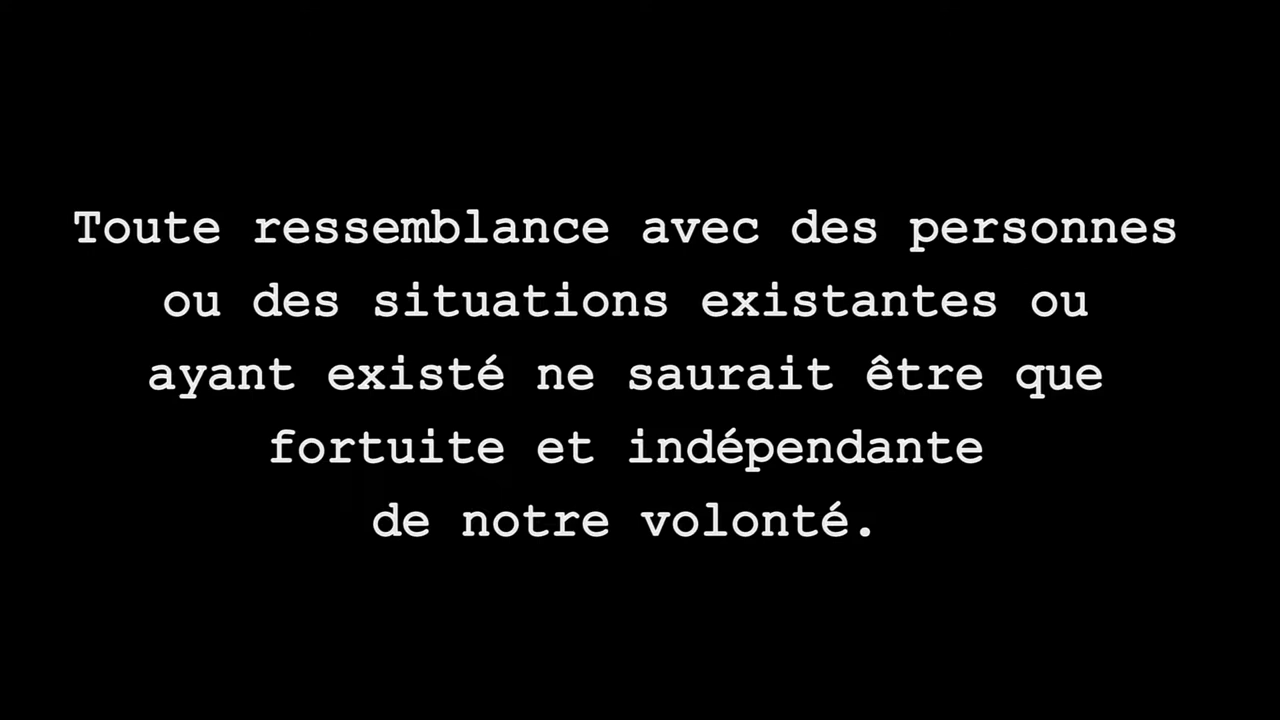 Toute ressemblance avec des personnes
ou des situations existantes ou
ayant existé ne saurait être que
fortuite et indépendante
de notre volonté.